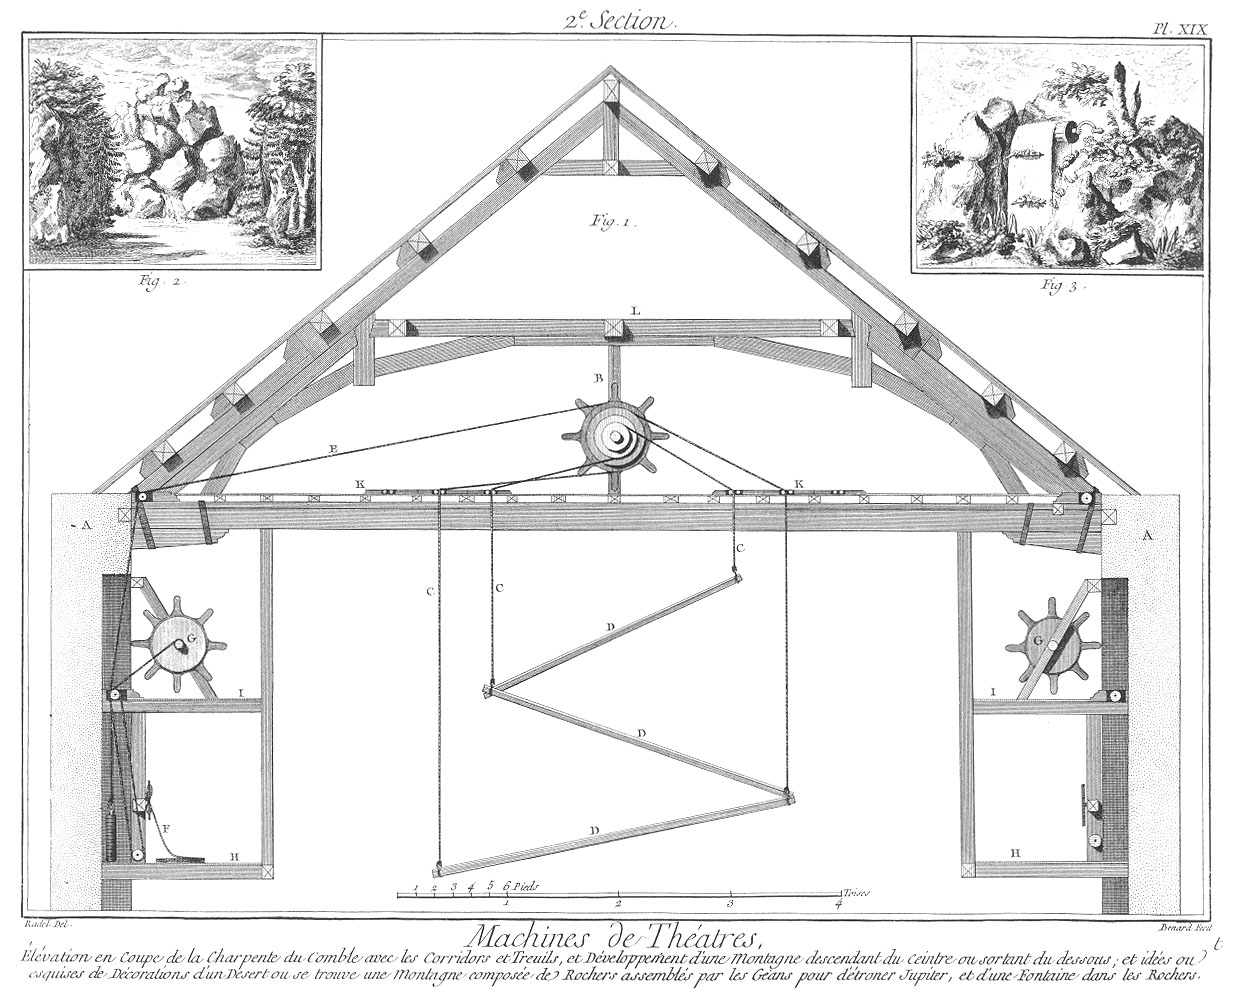 2e. Section.
Pl. XIX
Fig. 1.
Fig. 2.
Fig. 3.
L
B
E
K
K
A
A
C
C
C
D
D
D
G
G
I
I
F
H
H
1 2 3 4 5 6 Pieds
1 2 3 4 Toises
Radel Del.
Benard Fecit
Machines de Théatres,
t
Élevation en Coupe de la Charpente du Comble avec les Corridors et Treuils, et Développement d'une Montagne descendant du Ceintre ou sortant du dessous; et idées ou
esquises de Décorations d'un Désert ou se trouve une Montagne composée de Rochers assemblés par les Géans pour détroner Jupiter, et d'une Fontaine dans les Rochers.